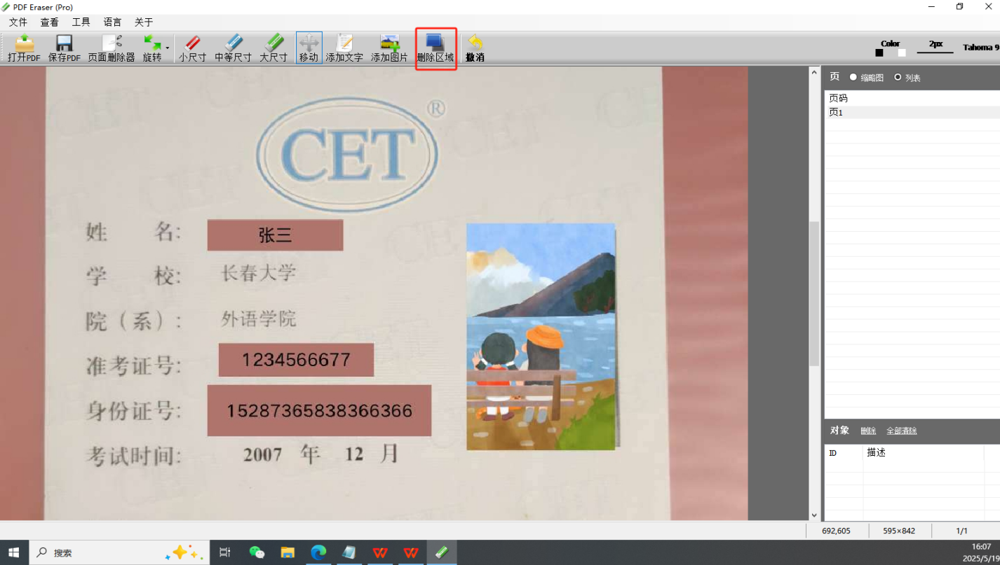 PDF Eraser (Pro)
文件 查看 工具 语言 关于
打开PDF 保存PDF 页面删除器 旋转 小尺寸 中等尺寸 大尺寸 移动 添加文字 添加图片 删除区域 撤消
Color 2px Tahoma 9
页 缩略图 列表
页码
页1
CET
®
姓 名: 张三
学 校: 长春大学
院（系）: 外语学院
准考证号: 1234566677
身份证号: 15287365838366366
考试时间: 2007 年 12 月
对象 删除 全部清除
ID 描述
692,605 595×842 1/1
搜索
16:07
2025/5/19